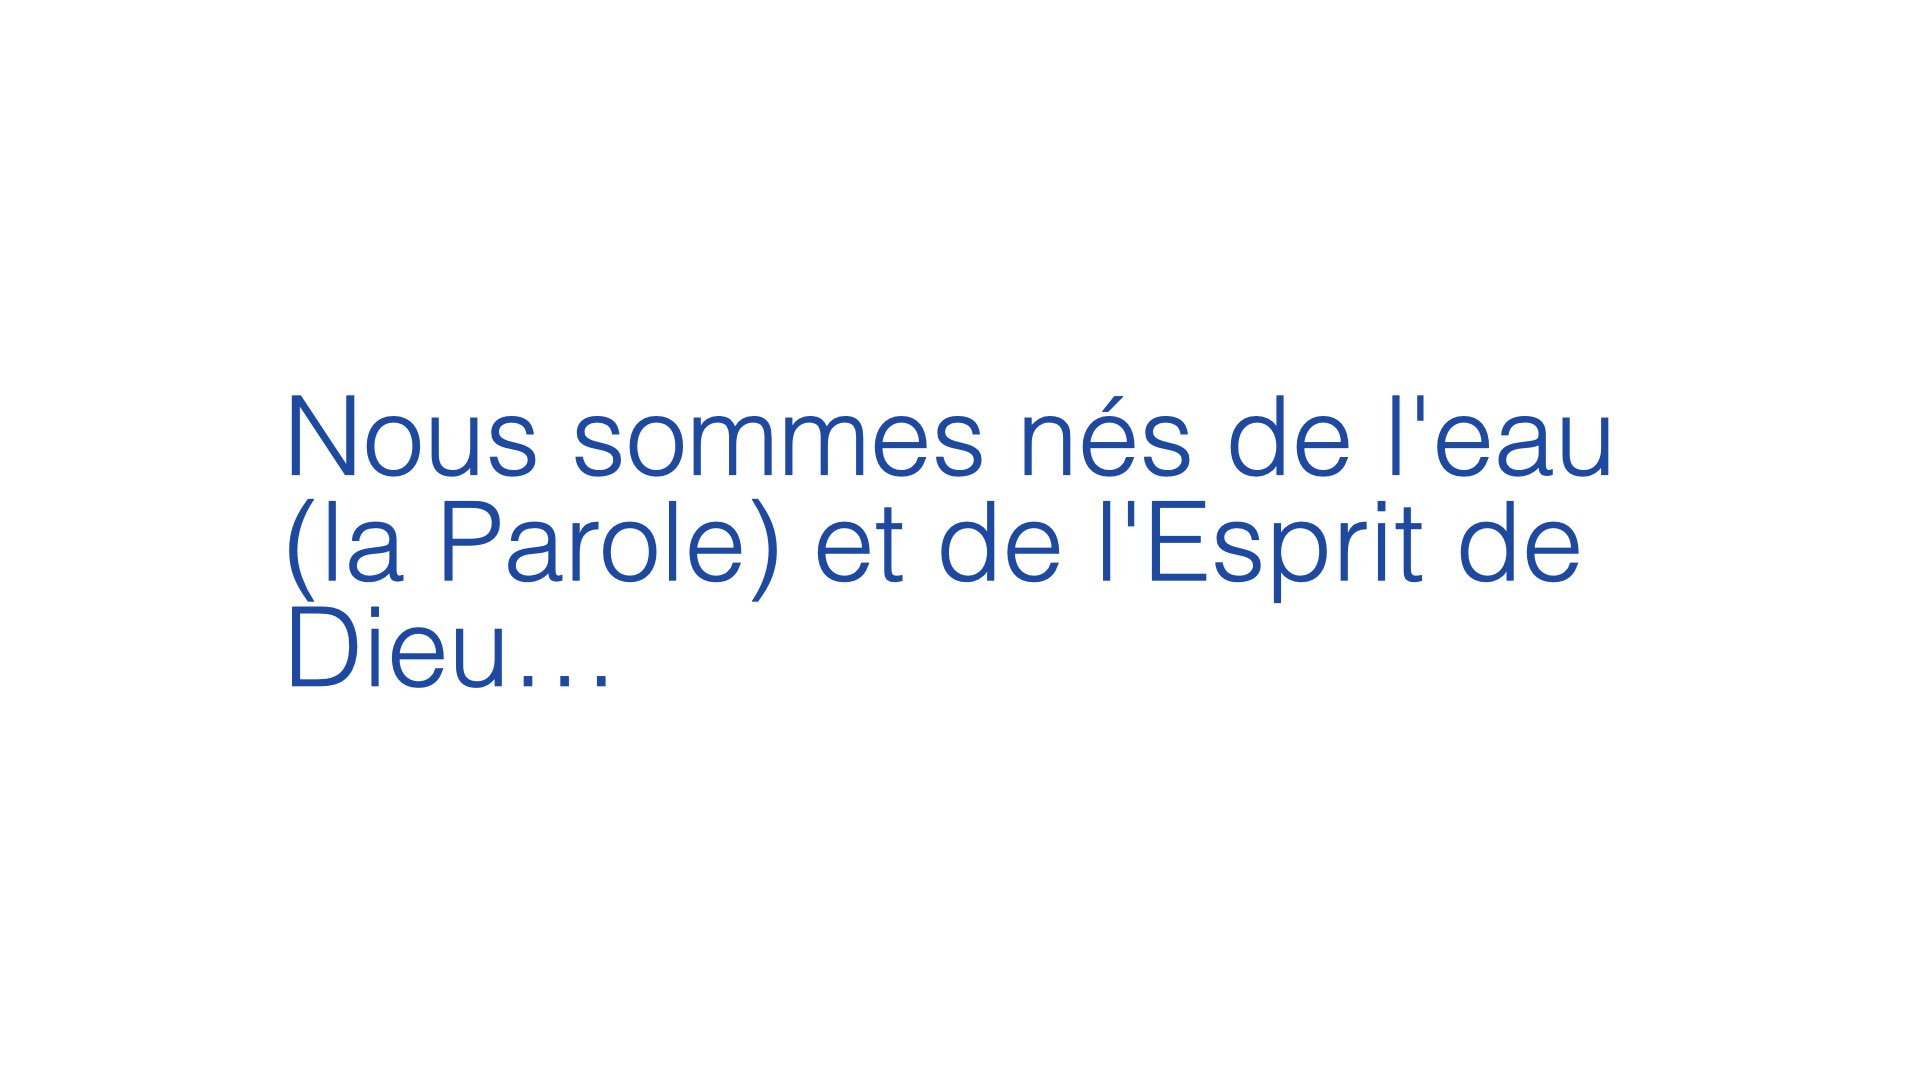 Nous sommes nés de l'eau
(la Parole) et de l'Esprit de
Dieu…